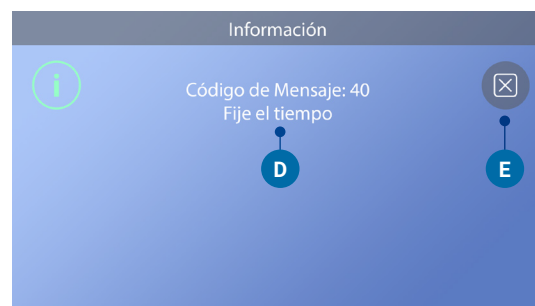 Información
Código de Mensaje: 40
Fije el tiempo
D
E